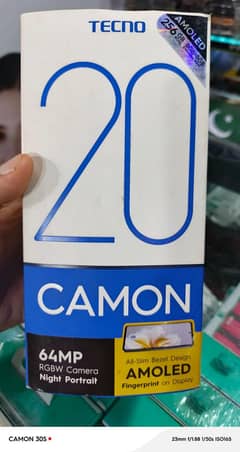 TECNO
AMOLED
256GB
20
CAMON
64MP
RGBW Camera
Night Portrait
All-Slim Bezel Design
AMOLED
Fingerprint on Display
CAMON 30S
23mm f/1.88 1/50s ISO165